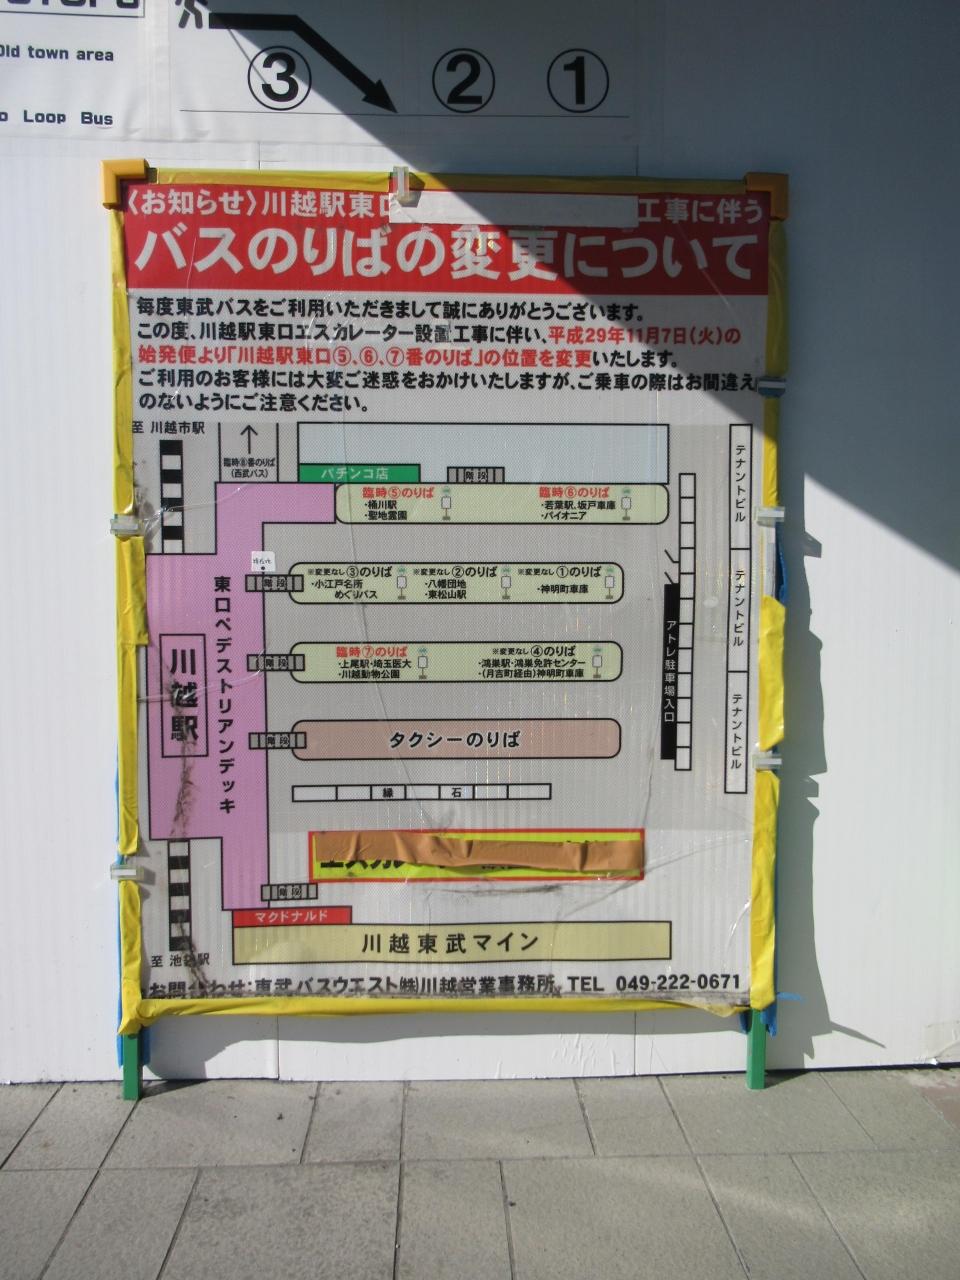 Old town area
Loop Bus
③ ② ①
〈お知らせ〉川越駅東口 工事に伴う
バスのりばの変更について
毎度東武バスをご利用いただきまして誠にありがとうございます。
この度、川越駅東口エスカレーター設置工事に伴い、平成29年11月7日(火)の
始発便より「川越駅東口⑤、⑥、⑦番のりば」の位置を変更いたします。
ご利用のお客様には大変ご迷惑をおかけいたしますが、ご乗車の際はお間違え
のないようにご注意ください。
至 川越市駅
臨時⑧番のりば
(西武バス)
パチンコ店
階段
臨時⑤のりば
・桶川駅
・聖地霊園
臨時⑥のりば
・若葉駅、坂戸車庫
・パイオニア
現在地
階段
※変更なし③のりば
・小江戸名所
めぐりバス
※変更なし②のりば
・八幡団地
・東松山駅
※変更なし①のりば
・神明町車庫
階段
臨時⑦のりば
・上尾駅・埼玉医大
・川越動物公園
※変更なし④のりば
・鴻巣駅・鴻巣免許センター
・(月吉町経由)神明町車庫
階段
タクシーのりば
縁石
階段
東口ペデストリアンデッキ
川越駅
アトレ駐車場入口
テナントビル
テナントビル
テナントビル
マクドナルド
川越東武マイン
至 池袋駅
お問合わせ:東武バスウエスト㈱川越営業事務所 TEL 049-222-0671